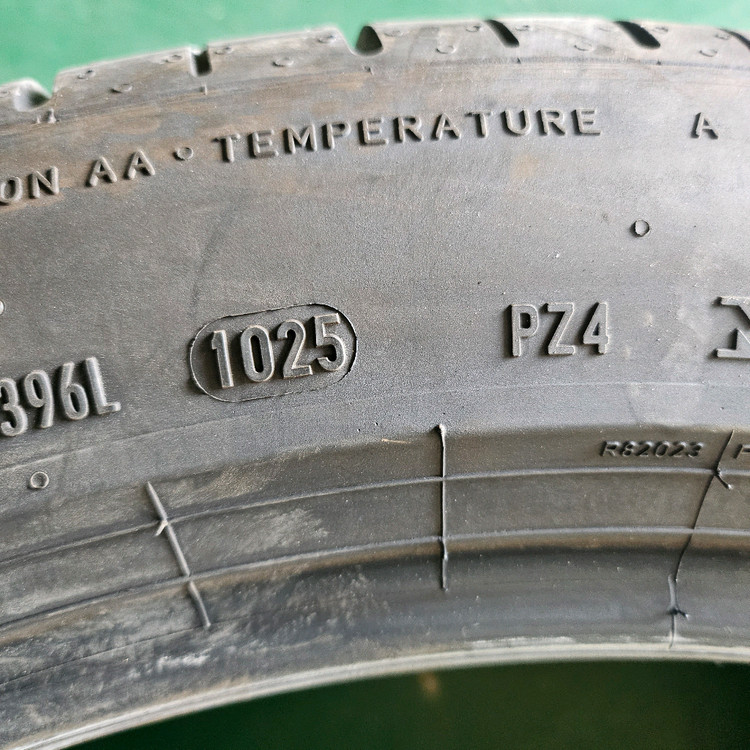 ON AA • TEMPERATURE A
396L 1025 PZ4
R82023